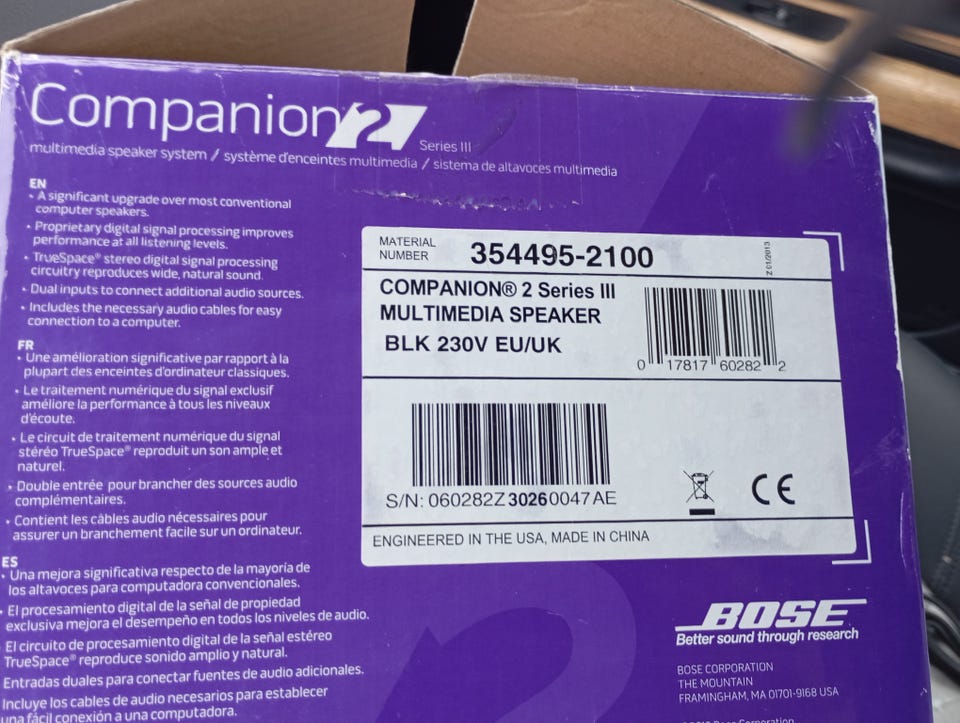 Companion 2 Series III
multimedia speaker system / système d'enceintes multimedia / sistema de altavoces multimedia
EN
• A significant upgrade over most conventional
computer speakers.
• Proprietary digital signal processing improves
performance at all listening levels.
• TrueSpace® stereo digital signal processing
circuitry reproduces wide, natural sound.
• Dual inputs to connect additional audio sources.
• Includes the necessary audio cables for easy
connection to a computer.
FR
• Une amélioration significative par rapport à la
plupart des enceintes d'ordinateur classiques.
• Le traitement numérique du signal exclusif
améliore la performance à tous les niveaux
d'écoute.
• Le circuit de traitement numérique du signal
stéréo TrueSpace® reproduit un son ample et
naturel.
• Double entrée pour brancher des sources audio
complémentaires.
• Contient les câbles audio nécessaires pour
assurer un branchement facile sur un ordinateur.
ES
• Una mejora significativa respecto de la mayoría de
los altavoces para computadora convencionales.
• El procesamiento digital de la señal de propiedad
exclusiva mejora el desempeño en todos los niveles de audio.
El circuito de procesamiento digital de la señal estéreo
TrueSpace® reproduce sonido amplio y natural.
Entradas duales para conectar fuentes de audio adicionales.
Incluye los cables de audio necesarios para establecer
una fácil conexión a una computadora.
MATERIAL
NUMBER
354495-2100
Z 01/2013
COMPANION® 2 Series III
MULTIMEDIA SPEAKER
BLK 230V EU/UK
0 17817 60282 2
S/N: 060282Z30260047AE
CE
ENGINEERED IN THE USA, MADE IN CHINA
BOSE
Better sound through research
BOSE CORPORATION
THE MOUNTAIN
FRAMINGHAM, MA 01701-9168 USA
Bose Corporation